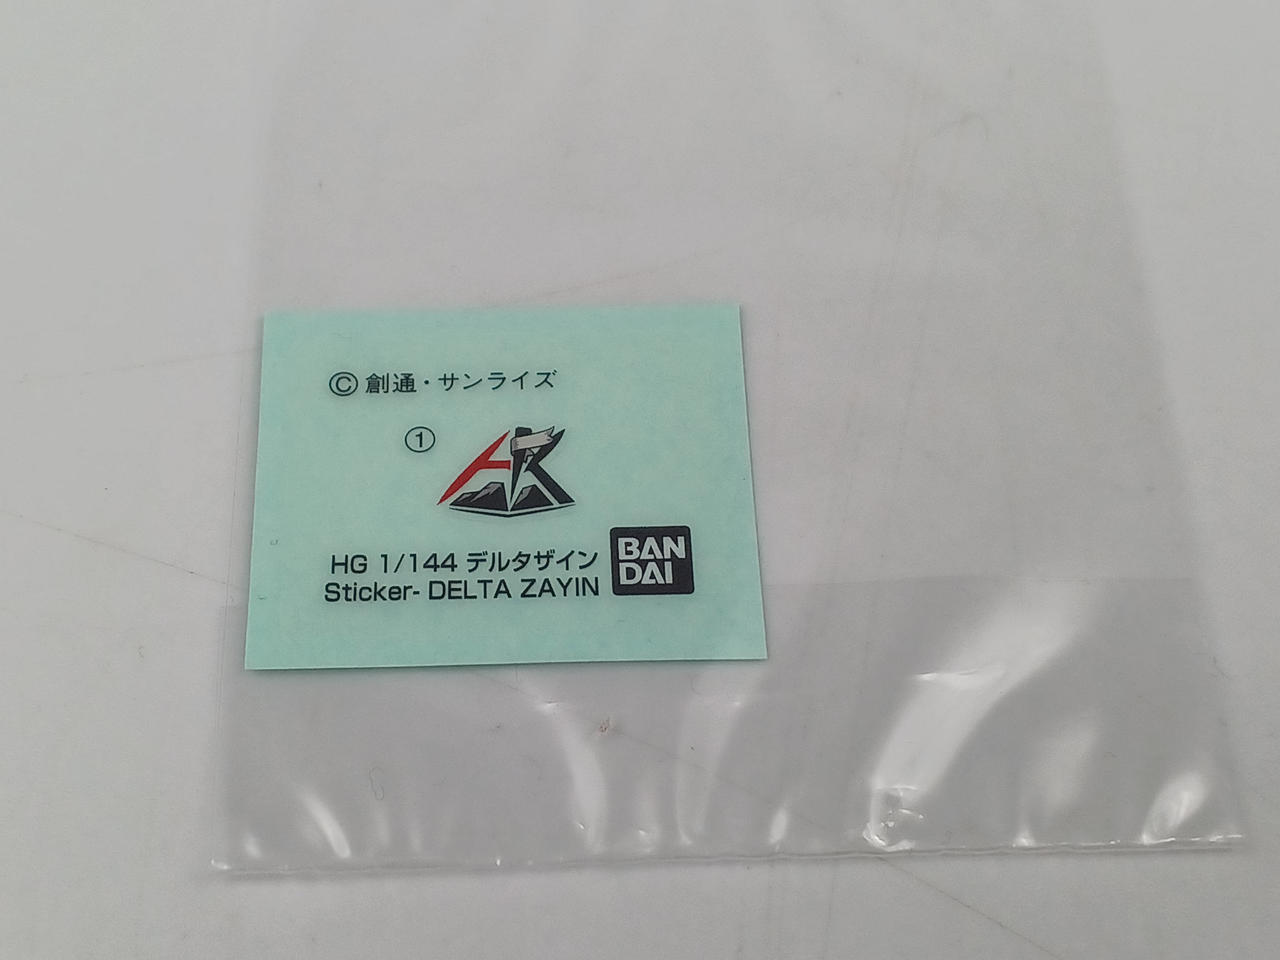 ©創通・サンライズ
①
HG 1/144 デルタザイン
Sticker- DELTA ZAYIN
BAN
DAI